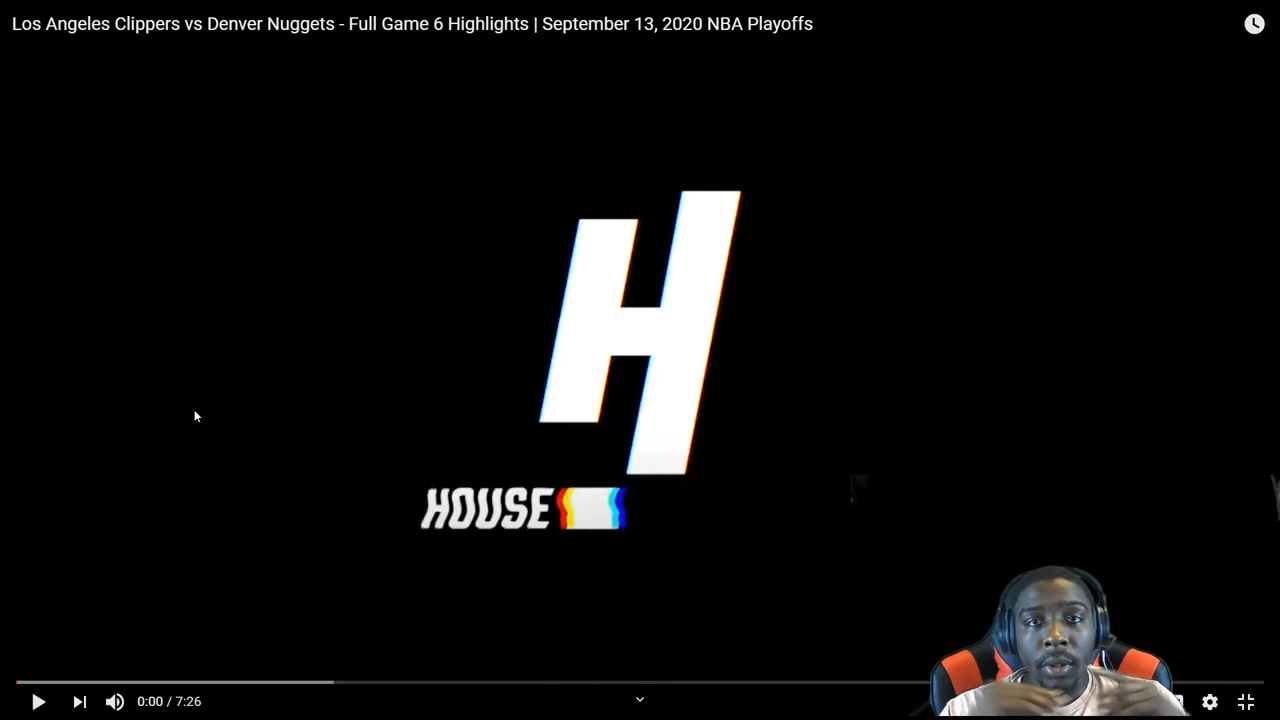 Los Angeles Clippers vs Denver Nuggets - Full Game 6 Highlights | September 13, 2020 NBA Playoffs
H
HOUSE
0:00 / 7:26